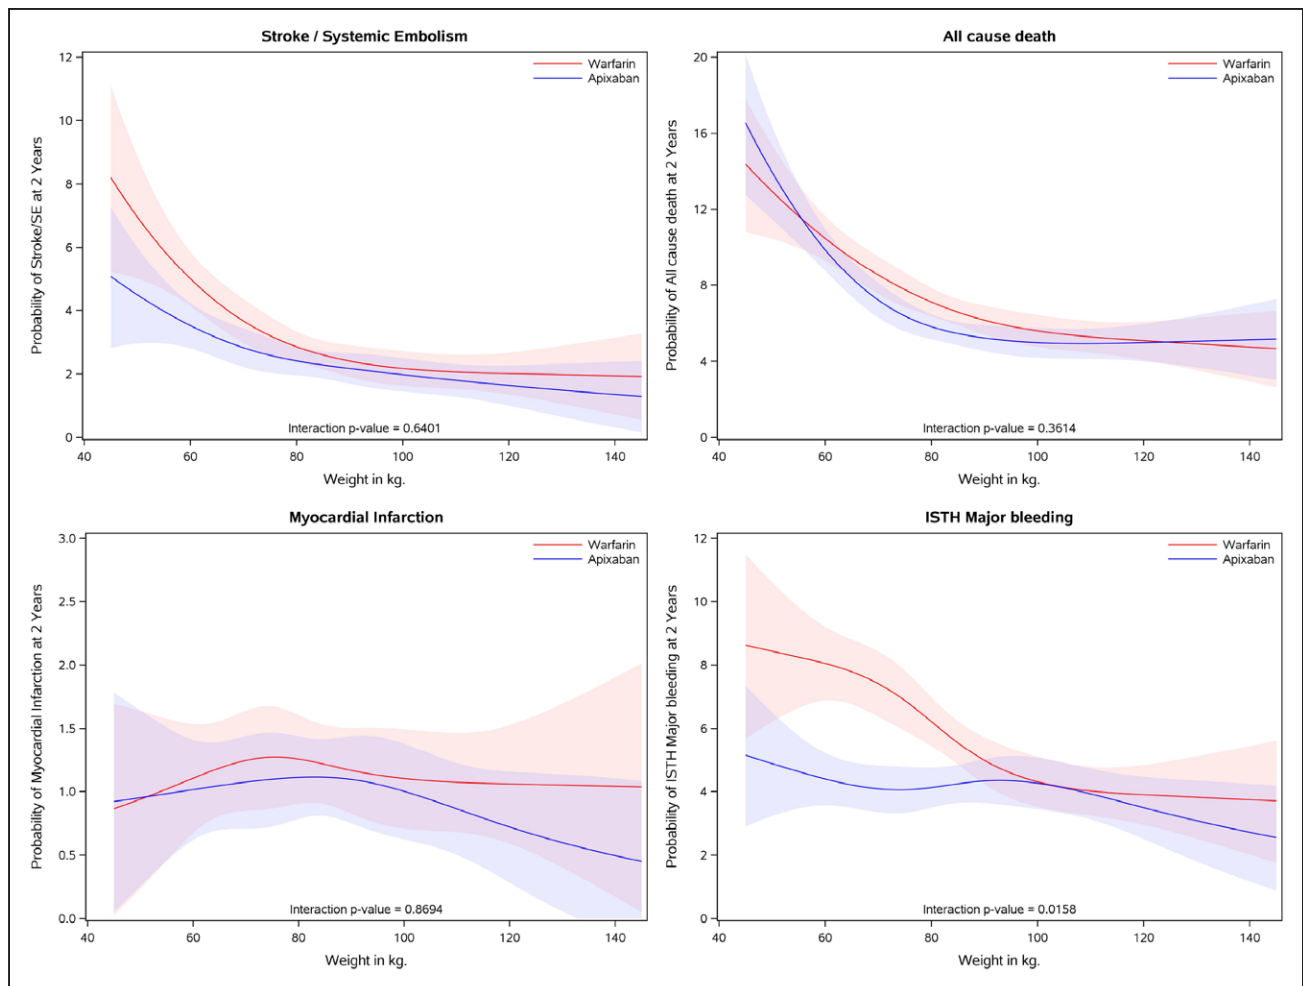 Stroke / Systemic Embolism
Warfarin
Apixaban
Probability of Stroke/SE at 2 Years
12
10
8
6
4
2
0
Interaction p-value = 0.6401
40 60 80 100 120 140
Weight in kg.
All cause death
Warfarin
Apixaban
Probability of All cause death at 2 Years
20
16
12
8
4
0
Interaction p-value = 0.3614
40 60 80 100 120 140
Weight in kg.
Myocardial Infarction
Warfarin
Apixaban
Probability of Myocardial Infarction at 2 Years
3.0
2.5
2.0
1.5
1.0
0.5
0.0
Interaction p-value = 0.8694
40 60 80 100 120 140
Weight in kg.
ISTH Major bleeding
Warfarin
Apixaban
Probability of ISTH Major bleeding at 2 Years
12
10
8
6
4
2
0
Interaction p-value = 0.0158
40 60 80 100 120 140
Weight in kg.